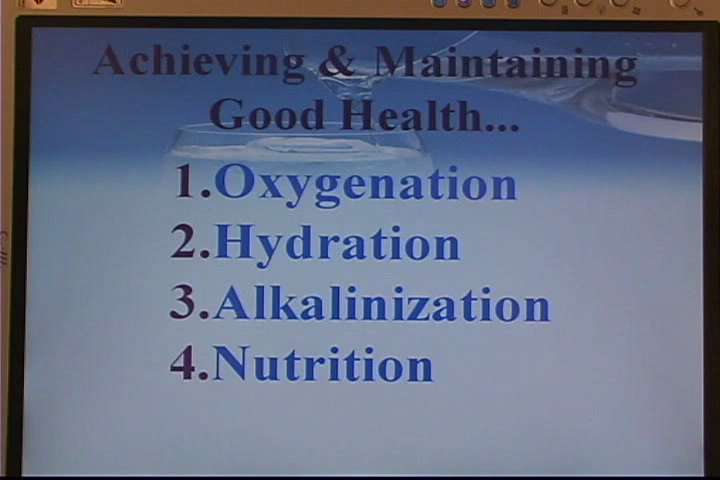 Achieving & Maintaining
Good Health...
1.Oxygenation
2.Hydration
3.Alkalinization
4.Nutrition